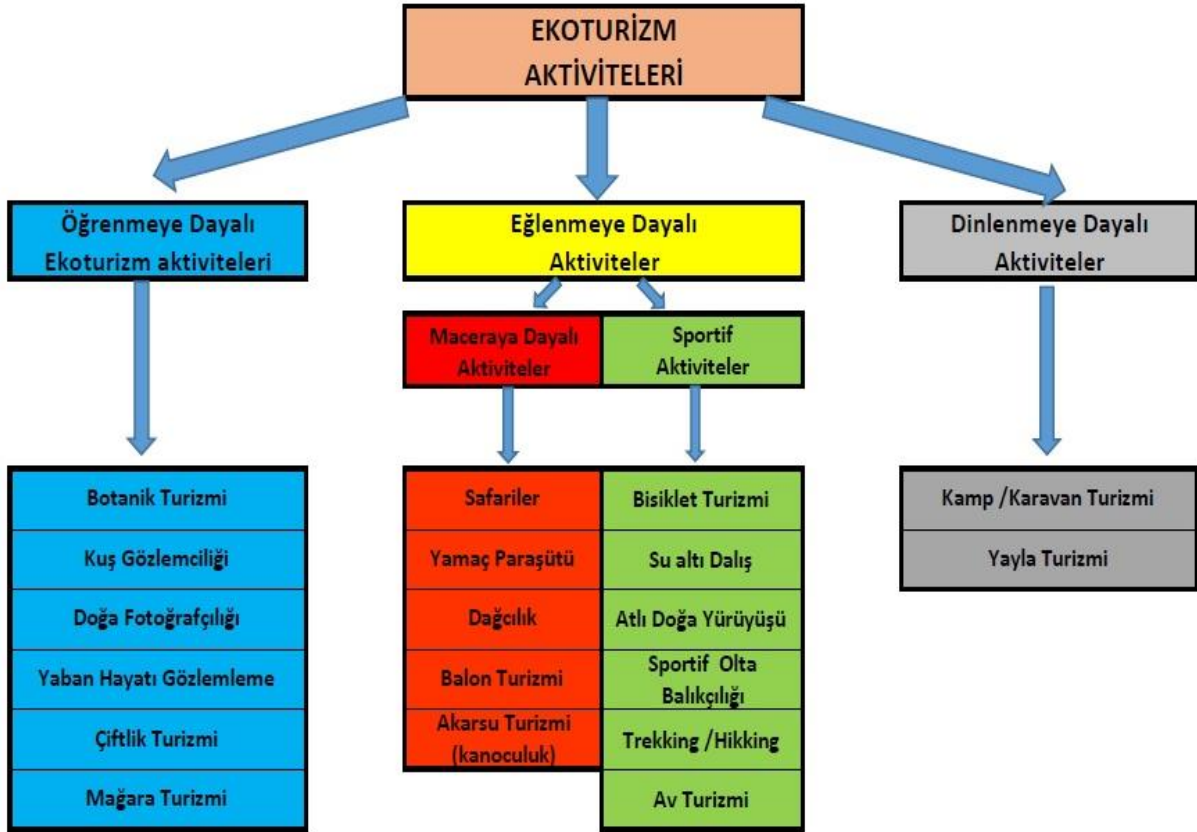 EKOTURİZM
AKTİVİTELERİ
Öğrenmeye Dayalı
Ekoturizm aktiviteleri
Eğlenmeye Dayalı
Aktiviteler
Dinlenmeye Dayalı
Aktiviteler
Maceraya Dayalı
Aktiviteler
Sportif
Aktiviteler
Botanik Turizmi
Kuş Gözlemciliği
Doğa Fotoğrafçılığı
Yaban Hayatı Gözlemleme
Çiftlik Turizmi
Mağara Turizmi
Safariler
Yamaç Paraşütü
Dağcılık
Balon Turizmi
Akarsu Turizmi
(kanoculuk)
Bisiklet Turizmi
Su altı Dalış
Atlı Doğa Yürüyüşü
Sportif Olta
Balıkçılığı
Trekking /Hikking
Av Turizmi
Kamp /Karavan Turizmi
Yayla Turizmi